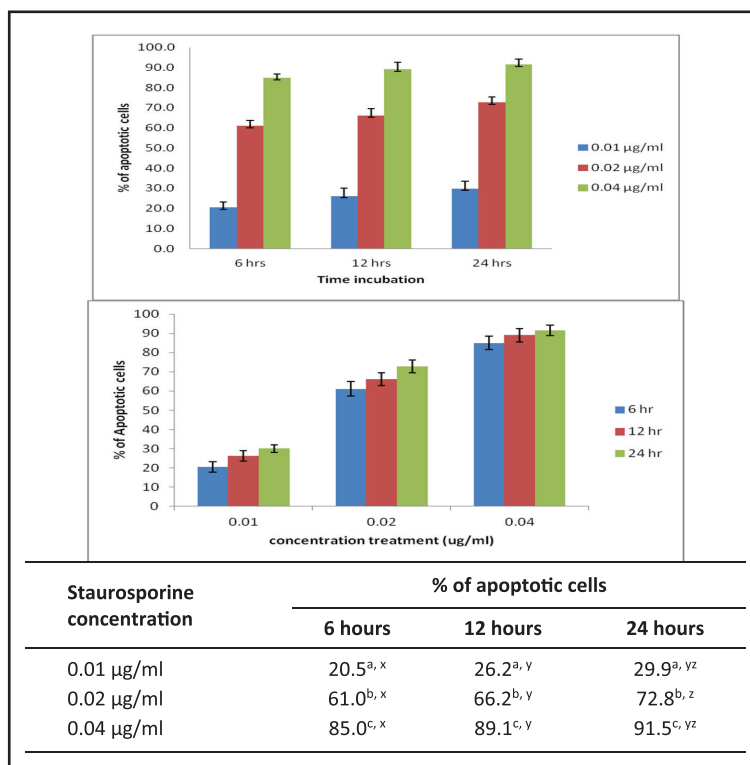 100.0
90.0
80.0
70.0
60.0
50.0
40.0
30.0
20.0
10.0
0.0
% of apoptotic cells
6 hrs 12 hrs 24 hrs
Time incubation
0.01 µg/ml
0.02 µg/ml
0.04 µg/ml
100
90
80
70
60
50
40
30
20
10
0
% of Apoptotic cells
0.01 0.02 0.04
concentration treatment (ug/ml)
6 hr
12 hr
24 hr
Staurosporine concentration % of apoptotic cells
6 hours 12 hours 24 hours
0.01 µg/ml 20.5a, x 26.2a, y 29.9a, yz
0.02 µg/ml 61.0b, x 66.2b, y 72.8b, z
0.04 µg/ml 85.0c, x 89.1c, y 91.5c, yz